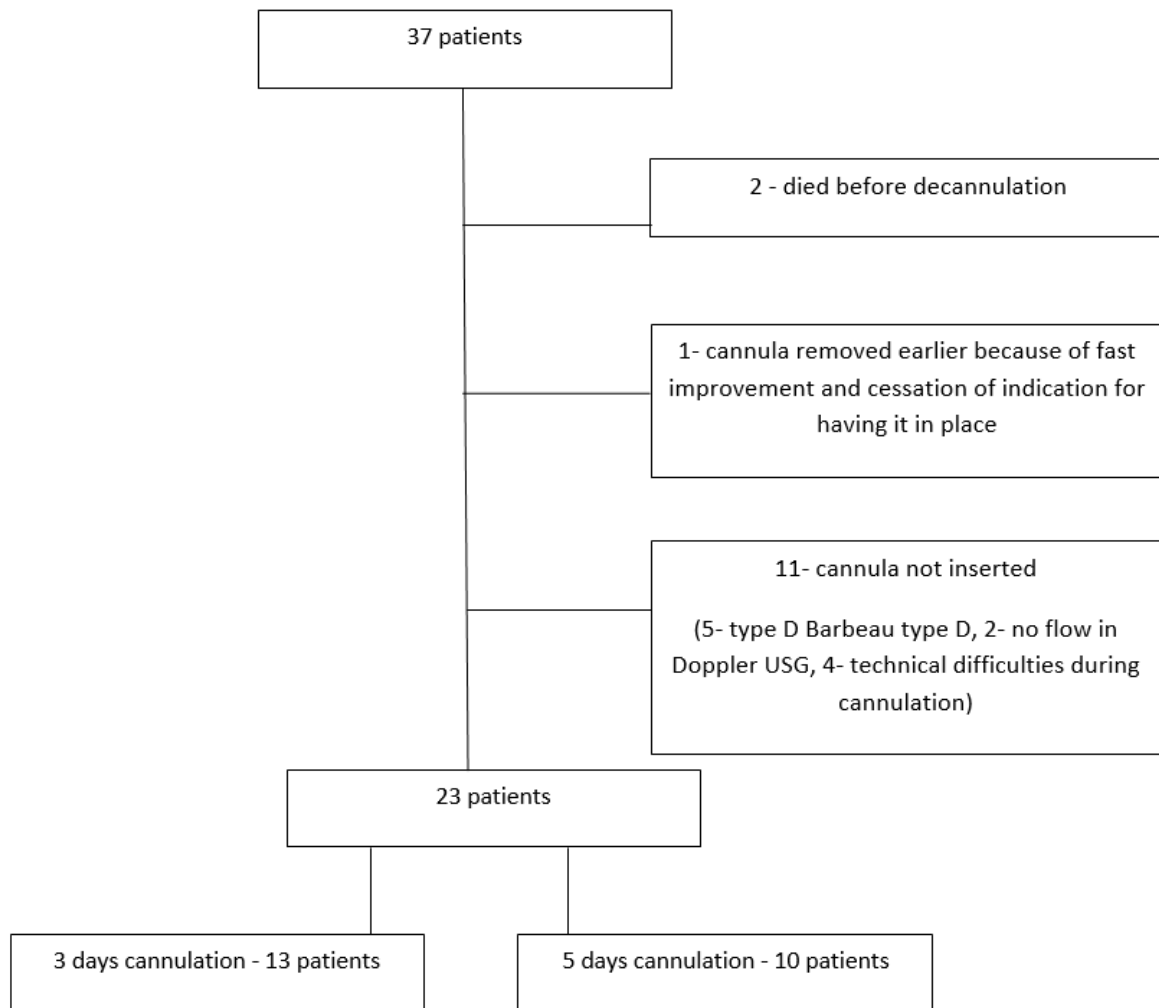 37 patients
2 - died before decannulation
1- cannula removed earlier because of fast
improvement and cessation of indication for
having it in place
11- cannula not inserted
(5- type D Barbeau type D, 2- no flow in
Doppler USG, 4- technical difficulties during
cannulation)
23 patients
3 days cannulation - 13 patients
5 days cannulation - 10 patients